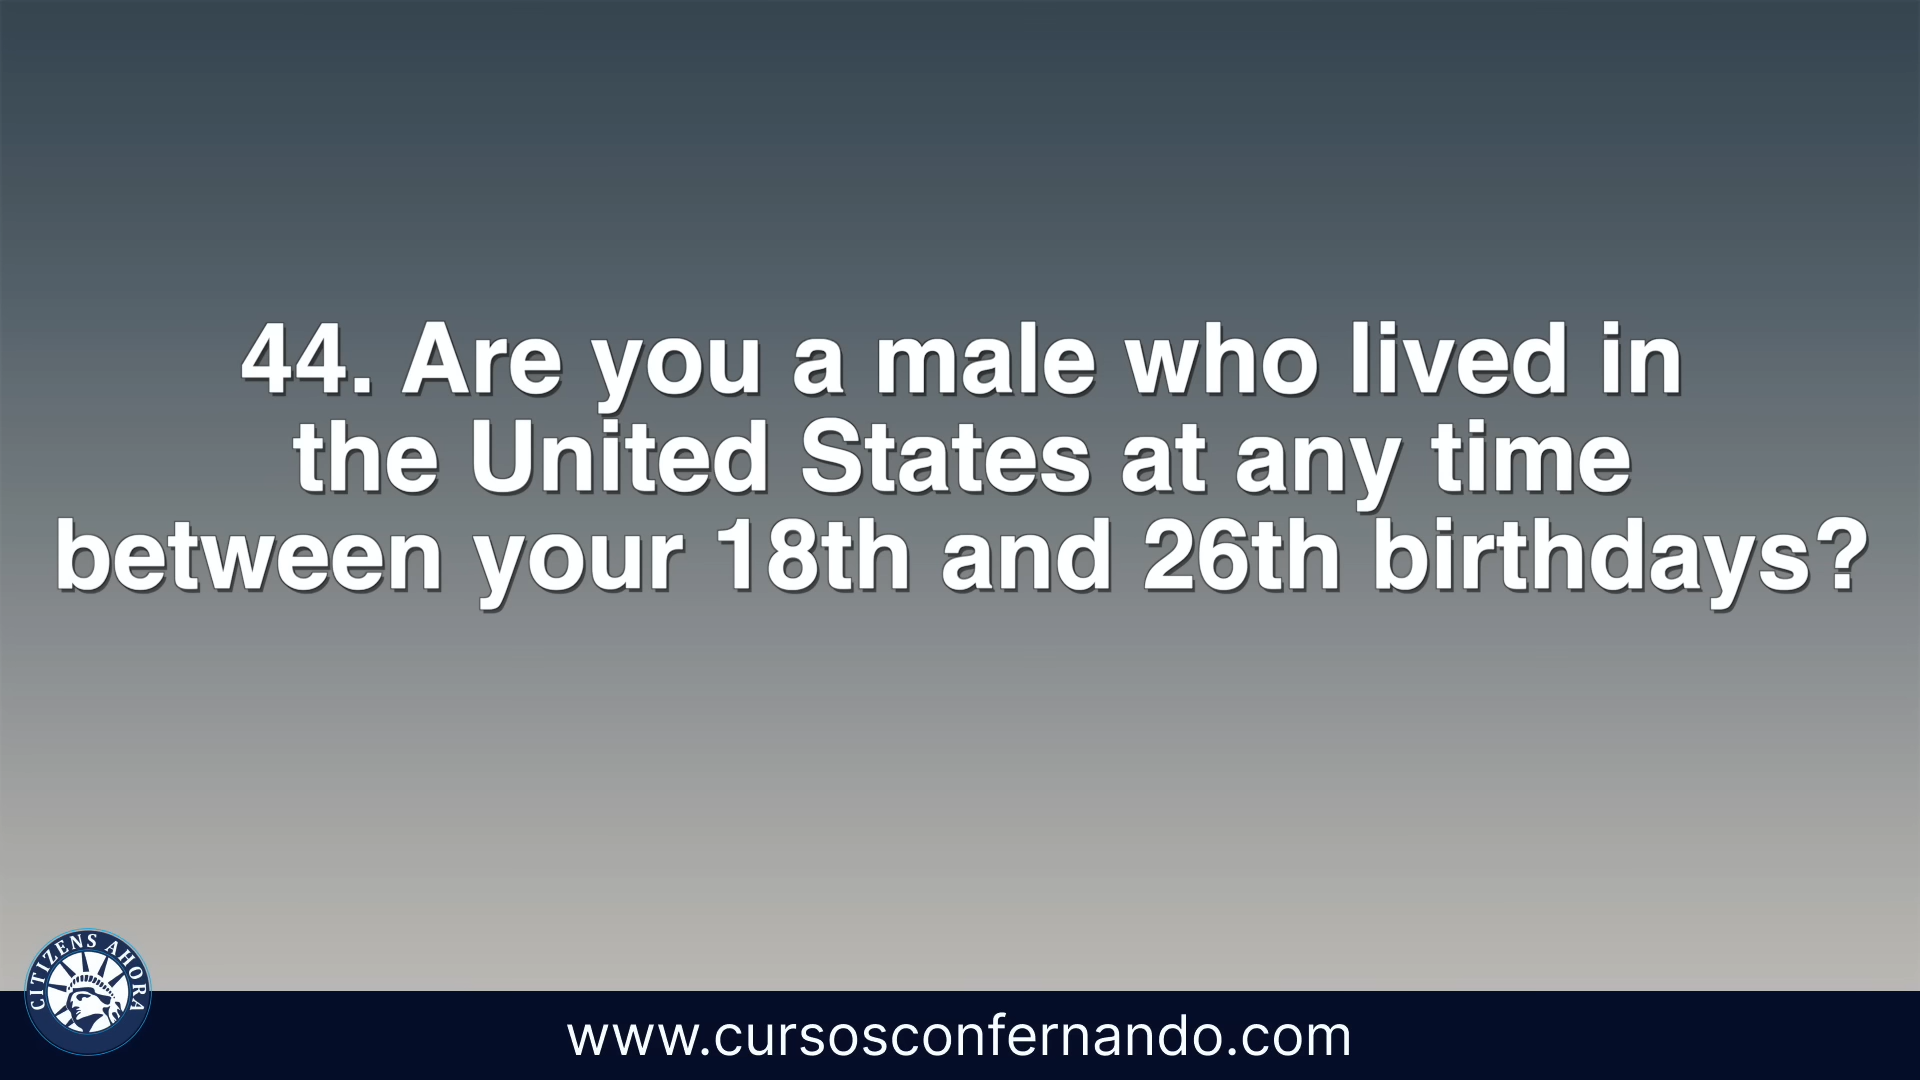 44. Are you a male who lived in
the United States at any time
between your 18th and 26th birthdays?
CITIZENS AHORA
www.cursosconfernando.com